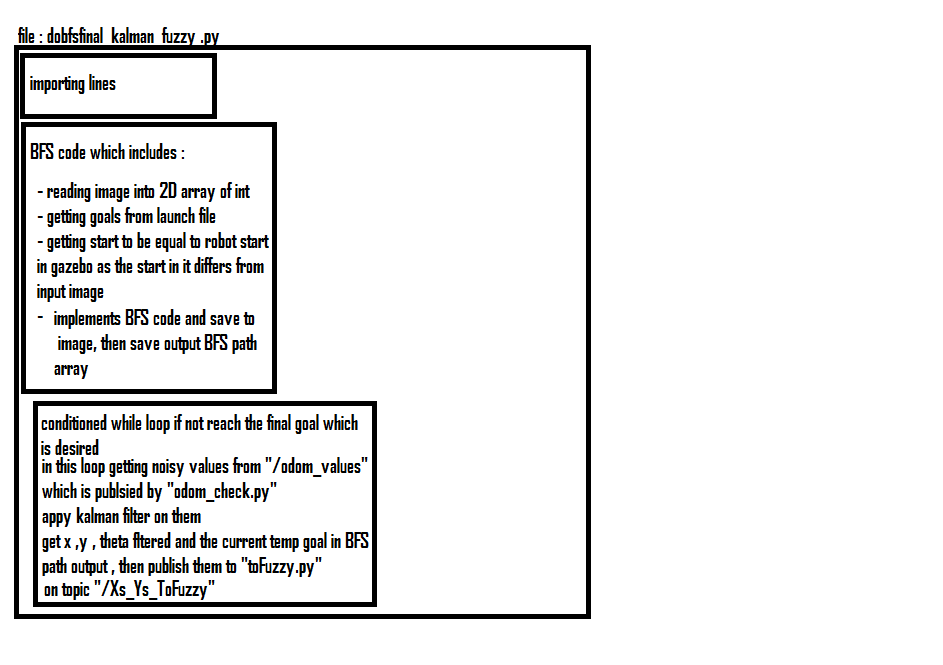 file : dobfsfinal_kalman_fuzzy .py
importing lines
BFS code which includes :
- reading image into 2D array of int
- getting goals from launch file
- getting start to be equal to robot start
in gazebo as the start in it differs from
input image
- implements BFS code and save to
image, then save output BFS path
array
conditioned while loop if not reach the final goal which
is desired
in this loop getting noisy values from "/odom_values"
which is publsied by "odom_check.py"
appy kalman filter on them
get x ,y , theta fltered and the current temp goal in BFS
path output , then publish them to "toFuzzy.py"
on topic "/Xs_Ys_ToFuzzy"